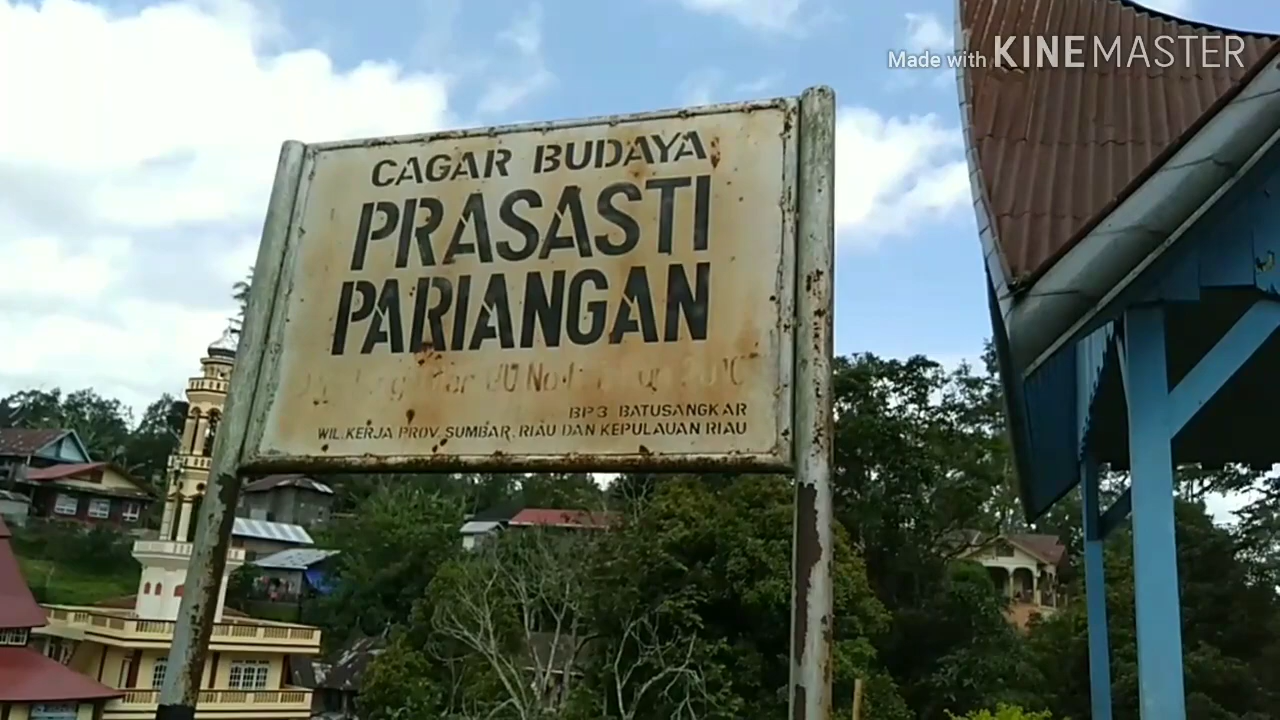 Made with KINEMASTER
CAGAR BUDAYA
PRASASTI
PARIANGAN
BP3 BATUSANGKAR
WIL.KERJA PROV. SUMBAR, RIAU DAN KEPULAUAN RIAU